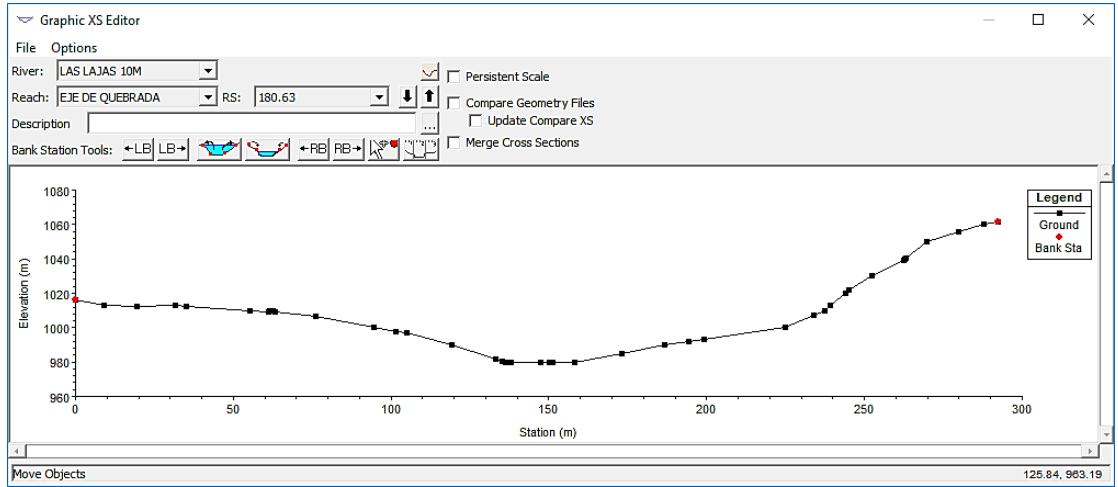 Graphic XS Editor
File Options
River: LAS LAJAS 10M
Persistent Scale
Reach: EJE DE QUEBRADA RS: 180.63
Compare Geometry Files
Update Compare XS
Description ...
Merge Cross Sections
Bank Station Tools: LB LB RB RB
1080
1060
1040
1020
1000
980
960
Elevation (m)
0 50 100 150 200 250 300
Station (m)
Legend
Ground
Bank Sta
Move Objects 125.84, 963.19